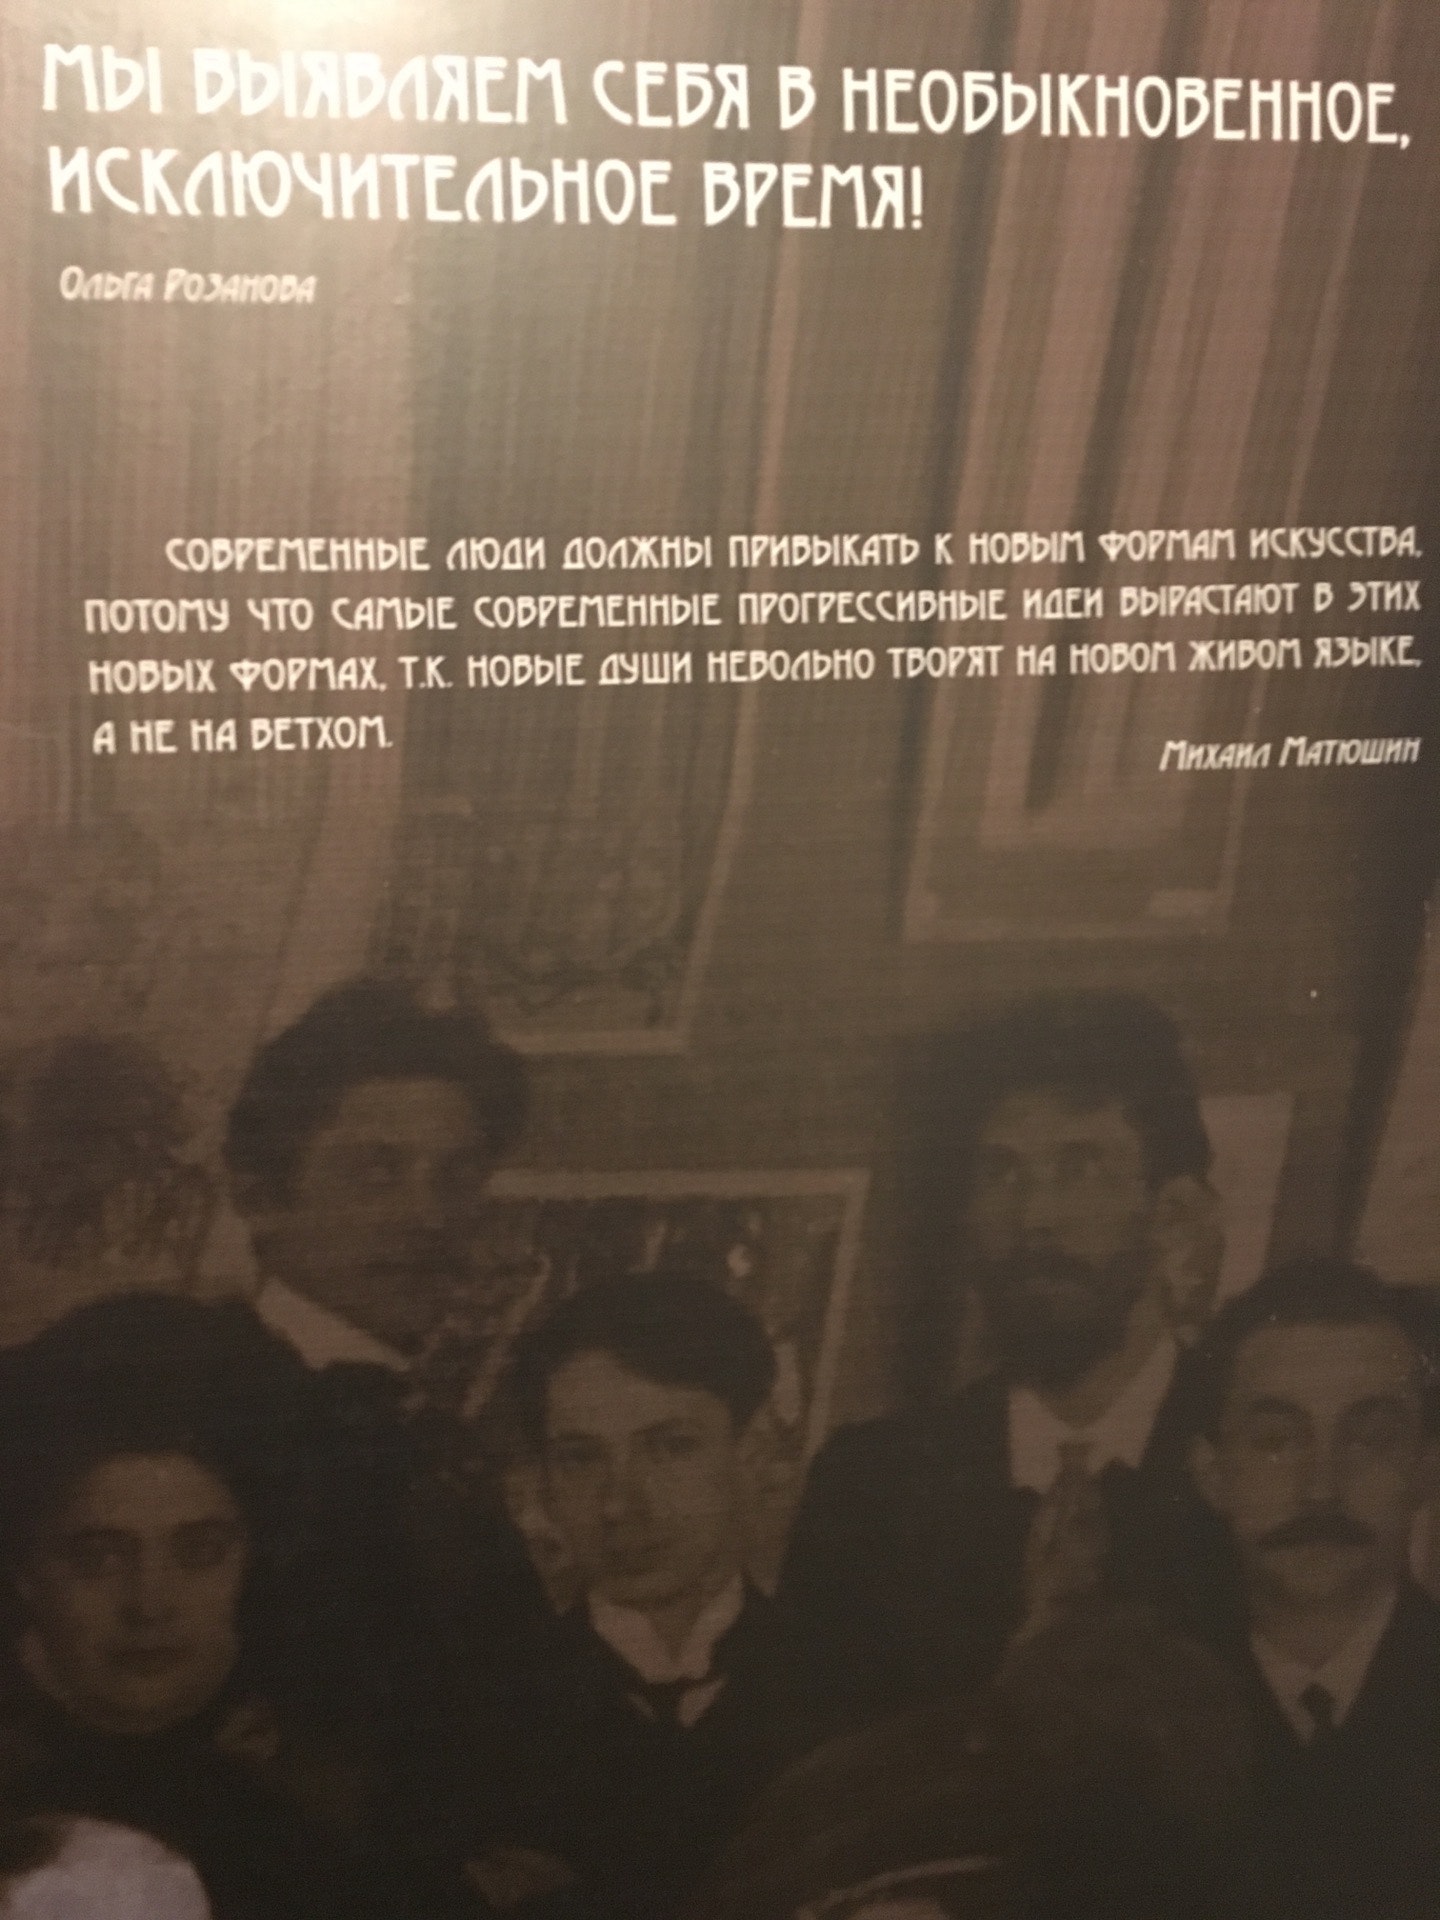 МЫ ВЫЯВЛЯЕМ СЕБЯ В НЕОБЫКНОВЕННОЕ,
ИСКЛЮЧИТЕЛЬНОЕ ВРЕМЯ!
Ольга Розанова
СОВРЕМЕННЫЕ ЛЮДИ ДОЛЖНЫ ПРИВЫКАТЬ К НОВЫМ ФОРМАМ ИСКУССТВА,
ПОТОМУ ЧТО САМЫЕ СОВРЕМЕННЫЕ ПРОГРЕССИВНЫЕ ИДЕИ ВЫРАСТАЮТ В ЭТИХ
НОВЫХ ФОРМАХ, Т.К. НОВЫЕ ДУШИ НЕВОЛЬНО ТВОРЯТ НА НОВОМ ЖИВОМ ЯЗЫКЕ,
А НЕ НА ВЕТХОМ.
Михаил Матюшин